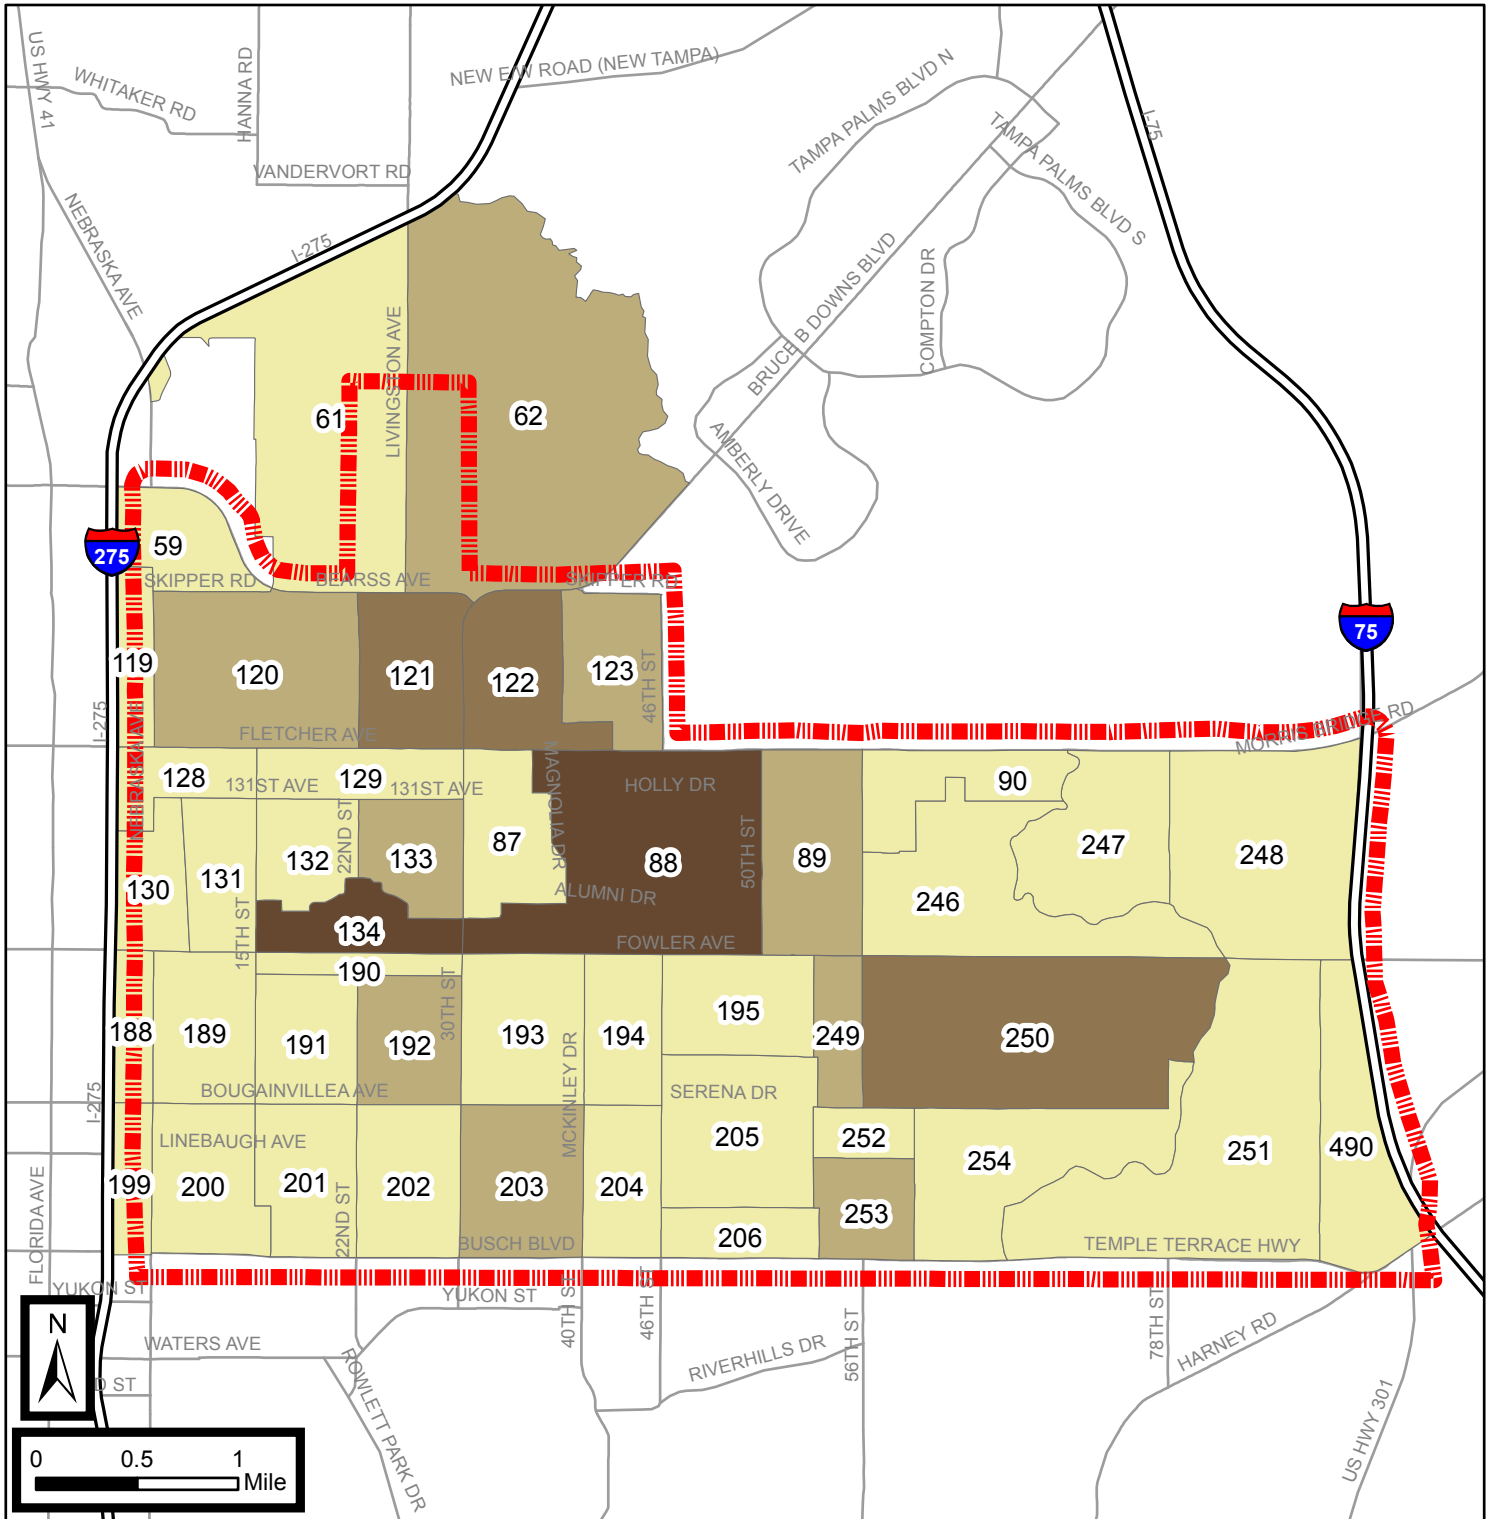 US HWY 41
WHITAKER RD
HANNA RD
VANDERVORT RD
NEW E/W ROAD (NEW TAMPA)
TAMPA PALMS BLVD N
TAMPA PALMS BLVD S
I-75
NEBRASKA AVE
I-275
LIVINGSTON AVE
BRUCE B DOWNS BLVD
COMPTON DR
AMBERLY DRIVE
61
62
59
275
SKIPPER RD
BEARSS AVE
SKIPPER RD
75
119
120
121
122
123
46TH ST
I-275
NEBRASKA AVE
FLETCHER AVE
MORRIS BRIDGE RD
128
131ST AVE
129
131ST AVE
MAGNOLIA DR
HOLLY DR
90
22ND ST
132
133
87
88
50TH ST
89
247
248
130
131
ALUMNI DR
246
15TH ST
134
FOWLER AVE
190
30TH ST
188
189
191
192
193
194
195
249
250
MCKINLEY DR
I-275
BOUGAINVILLEA AVE
SERENA DR
LINEBAUGH AVE
205
252
254
251
490
FLORIDA AVE
199
200
201
22ND ST
202
203
204
206
253
BUSCH BLVD
TEMPLE TERRACE HWY
YUKON ST
YUKON ST
40TH ST
46TH ST
56TH ST
78TH ST
HARNEY RD
N
WATERS AVE
ROWLETT PARK DR
RIVERHILLS DR
D ST
US HWY 301
0 0.5 1
Mile